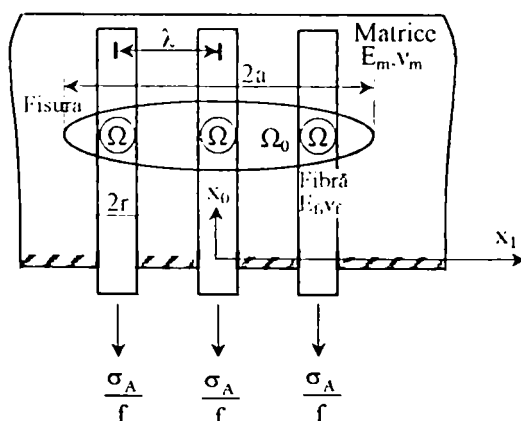 Matrice
E_m, ν_m
λ
2a
Fisura
Ω Ω Ω_0 Ω
2r
Fibră
E_f, ν_f
x_0
x_1
σ_A/f σ_A/f σ_A/f